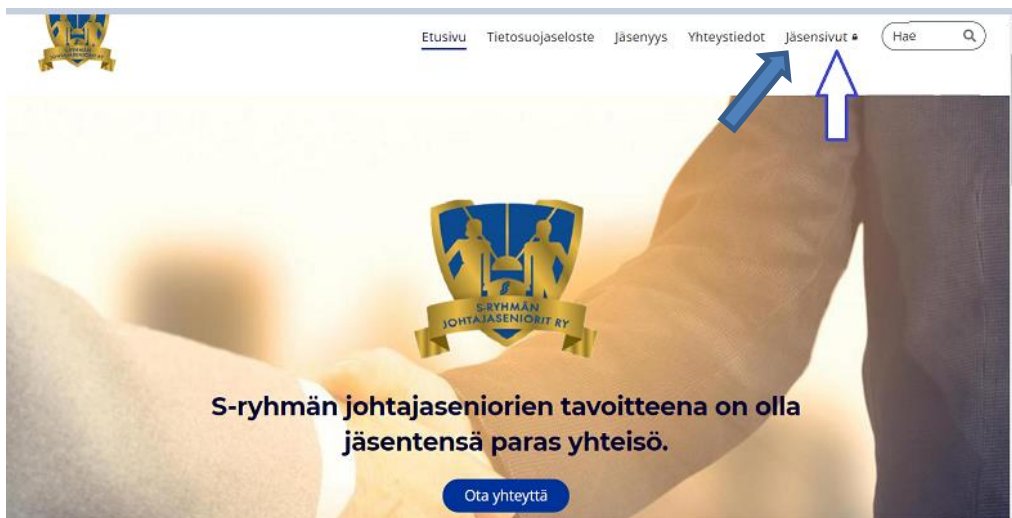 Etusivu Tietosuojaseloste Jäsenyys Yhteystiedot Jäsensivut Hae
S-RYHMÄN
JOHTAJASENIORIT RY
S-ryhmän johtajaseniorien tavoitteena on olla
jäsentensä paras yhteisö.
Ota yhteyttä